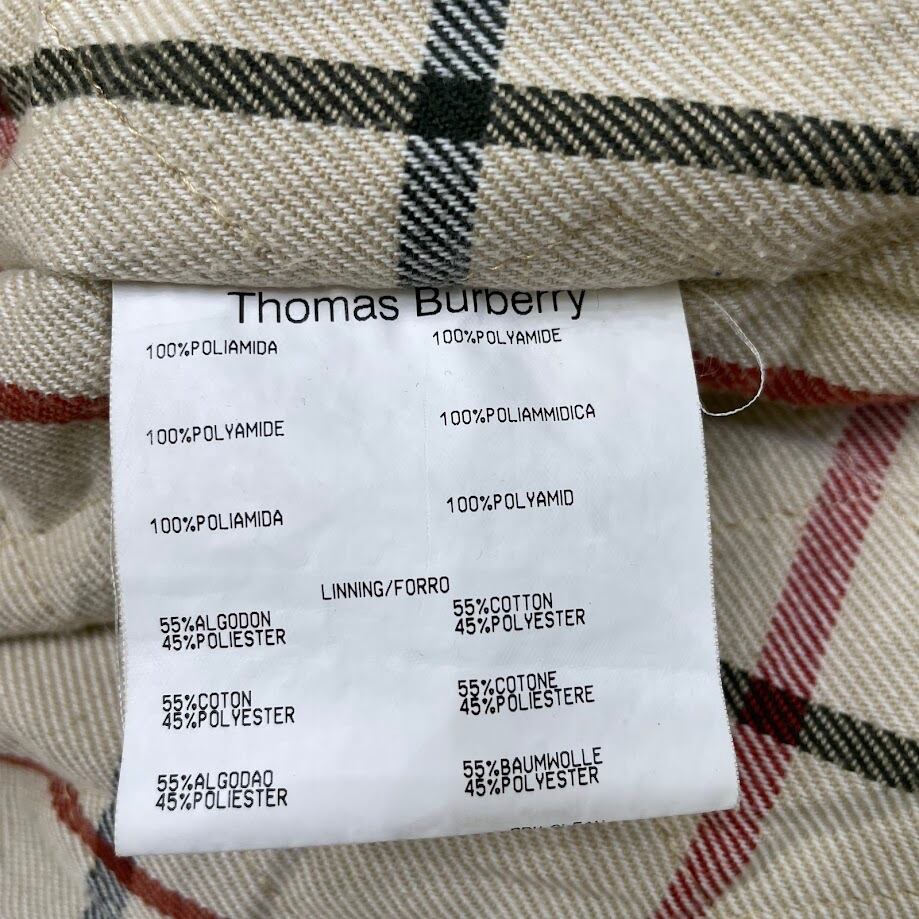 Thomas Burberry
100%POLIAMIDA 100%POLYAMIDE
100%POLYAMIDE 100%POLIAMMIDICA
100%POLIAMIDA 100%POLYAMID
LINNING/FORRO
55%ALGODON 55%COTTON
45%POLIESTER 45%POLYESTER
55%COTON 55%COTONE
45%POLYESTER 45%POLIESTERE
55%ALGODAO 55%BAUMWOLLE
45%POLIESTER 45%POLYESTER